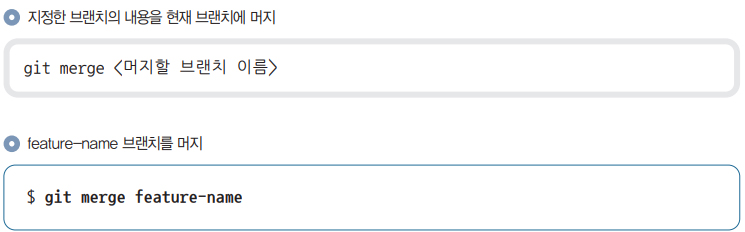 지정한 브랜치의 내용을 현재 브랜치에 머지
git merge <머지할 브랜치 이름>
feature-name 브랜치를 머지
$ git merge feature-name